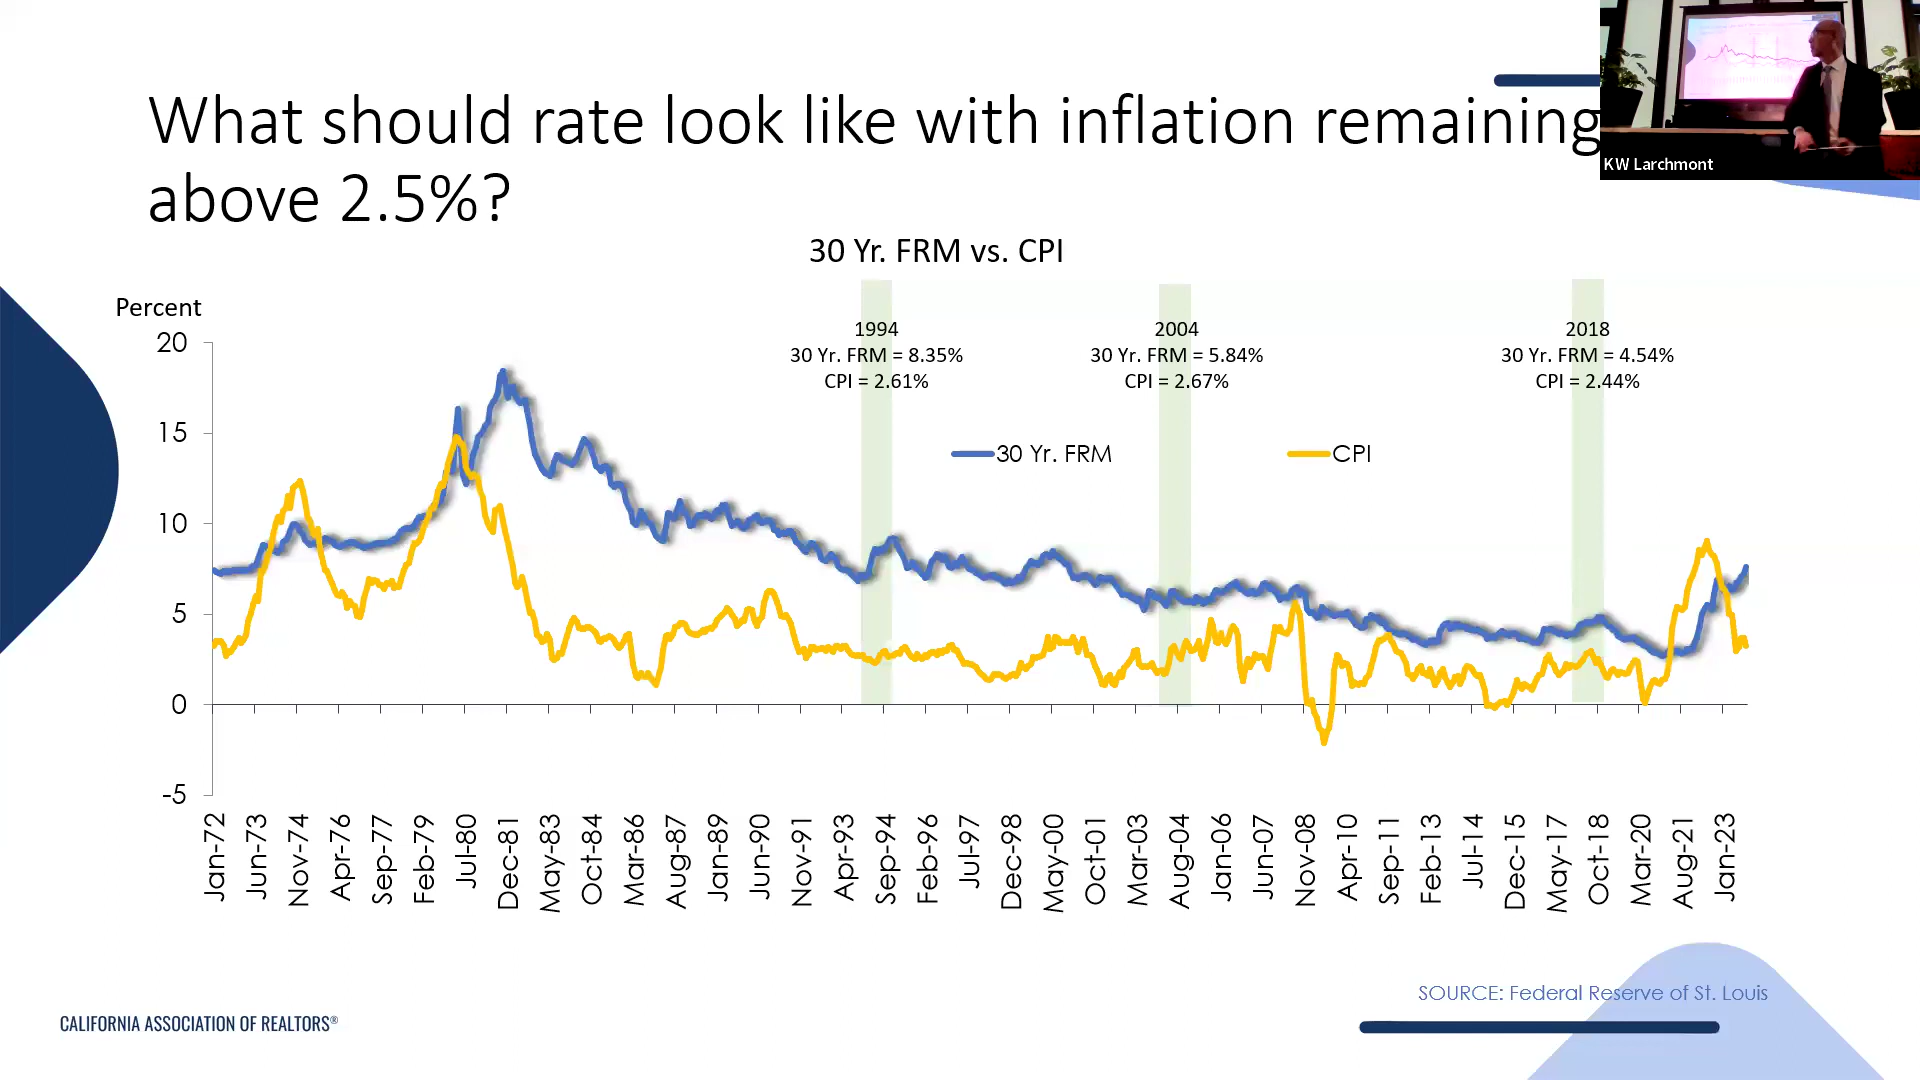 What should rate look like with inflation remaining
above 2.5%?
KW Larchmont
30 Yr. FRM vs. CPI
Percent
20
15
10
5
0
-5
1994
30 Yr. FRM = 8.35%
CPI = 2.61%
2004
30 Yr. FRM = 5.84%
CPI = 2.67%
2018
30 Yr. FRM = 4.54%
CPI = 2.44%
30 Yr. FRM
CPI
Jan-72
Jun-73
Nov-74
Apr-76
Sep-77
Feb-79
Jul-80
Dec-81
May-83
Oct-84
Mar-86
Aug-87
Jan-89
Jun-90
Nov-91
Apr-93
Sep-94
Feb-96
Jul-97
Dec-98
May-00
Oct-01
Mar-03
Aug-04
Jan-06
Jun-07
Nov-08
Apr-10
Sep-11
Feb-13
Jul-14
Dec-15
May-17
Oct-18
Mar-20
Aug-21
Jan-23
SOURCE: Federal Reserve of St. Louis
CALIFORNIA ASSOCIATION OF REALTORS®